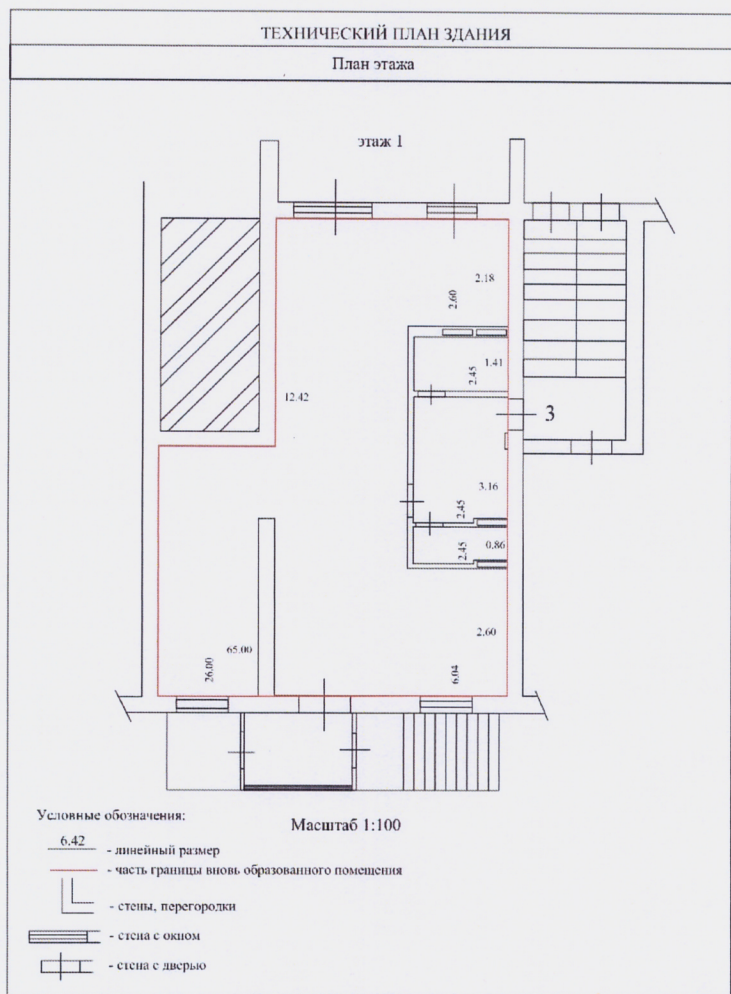 ТЕХНИЧЕСКИЙ ПЛАН ЗДАНИЯ
План этажа
этаж 1
2.18
2.60
1.41
2.45
12.42
3
3.16
2.45
2.45
0.86
2.60
65.00
26.00
6.04
Условные обозначения:
Масштаб 1:100
6.42 - линейный размер
- часть границы вновь образованного помещения
- стены, перегородки
- стена с окном
- стена с дверью